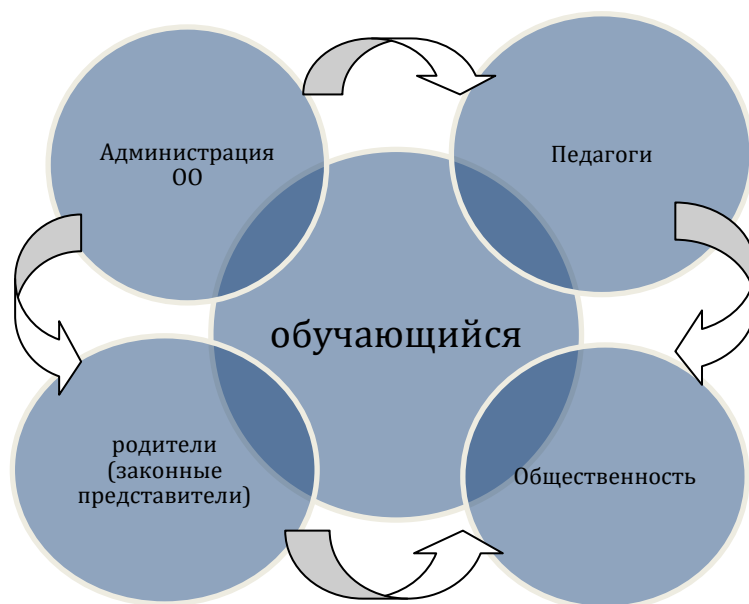 Администрация
ОО
Педагоги
обучающийся
родители
(законные
представители)
Общественность